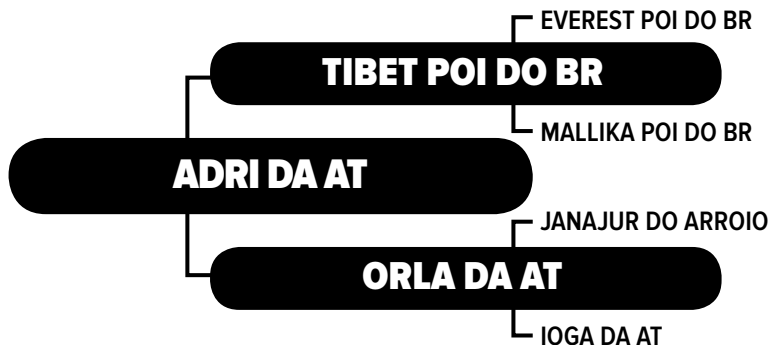 EVEREST POI DO BR
TIBET POI DO BR
MALLIKA POI DO BR
ADRI DA AT
JANAJUR DO ARROIO
ORLA DA AT
IOGA DA AT